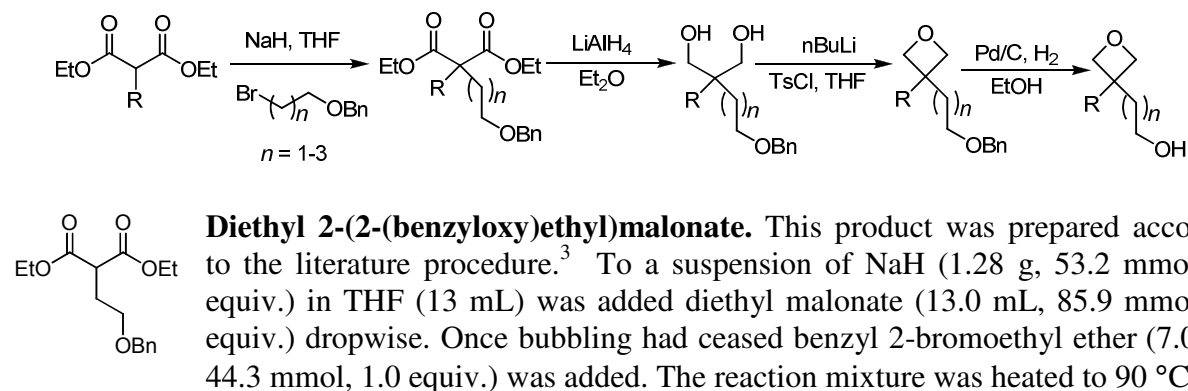 O O NaH, THF O O LiAlH4 OH OH nBuLi O Pd/C, H2 O
EtO OEt EtO OEt Et2O TsCl, THF EtOH
R Br ( )n OBn R ( )n R ( )n R ( )n R ( )n
n = 1-3 OBn OBn OBn OH
Diethyl 2-(2-(benzyloxy)ethyl)malonate. This product was prepared acco
O O to the literature procedure.3 To a suspension of NaH (1.28 g, 53.2 mmo
EtO OEt equiv.) in THF (13 mL) was added diethyl malonate (13.0 mL, 85.9 mmo
equiv.) dropwise. Once bubbling had ceased benzyl 2-bromoethyl ether (7.0
OBn 44.3 mmol, 1.0 equiv.) was added. The reaction mixture was heated to 90 °C